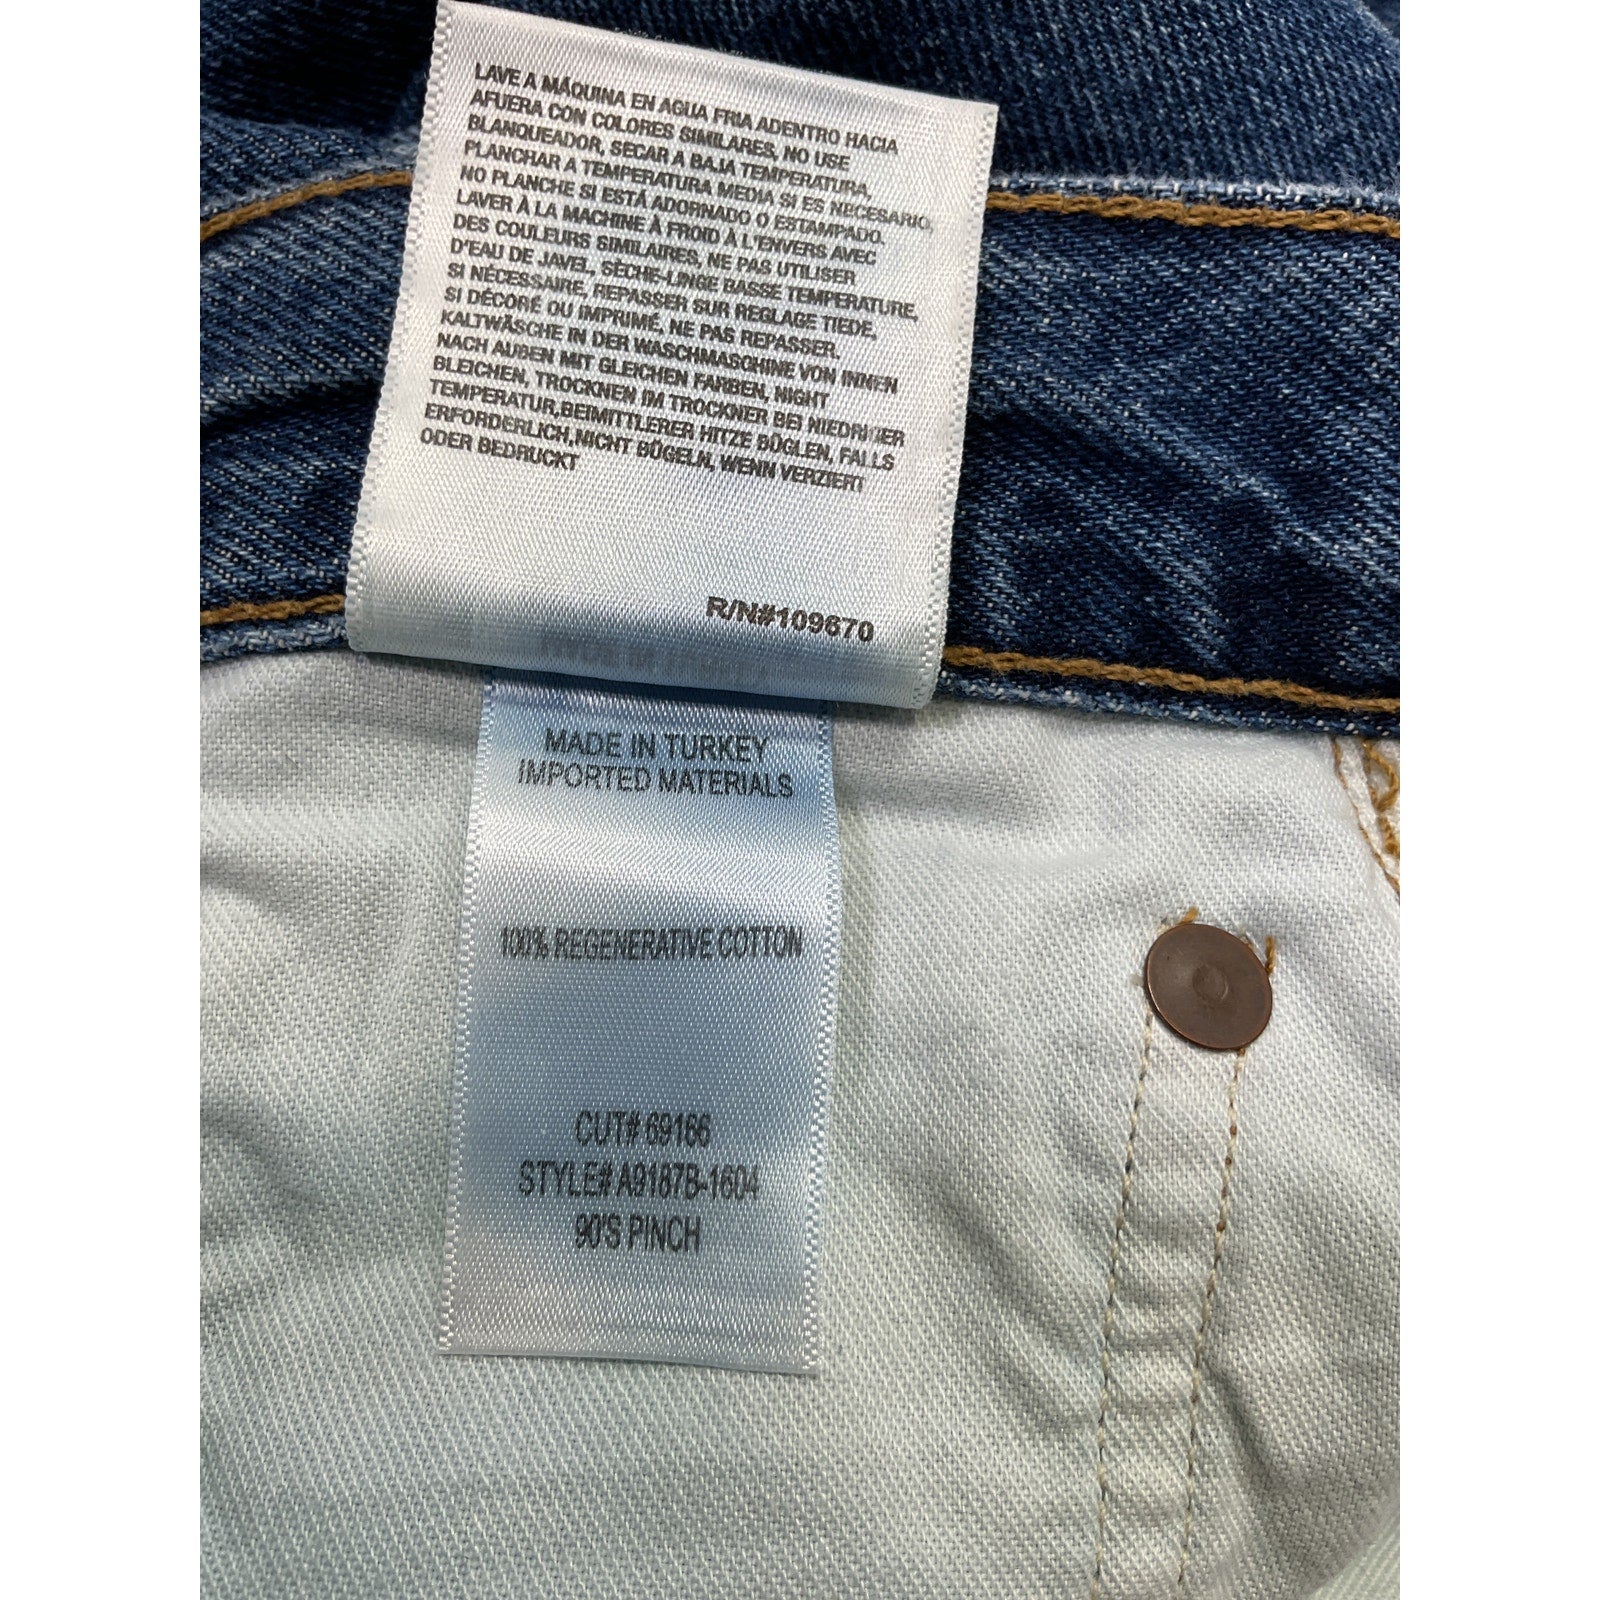 LAVE A MÁQUINA EN AGUA FRIA ADENTRO HACIA
AFUERA CON COLORES SIMILARES, NO USE
BLANQUEADOR, SECAR A BAJA TEMPERATURA,
PLANCHAR A TEMPERATURA MEDIA SI ES NECESARIO,
NO PLANCHE SI ESTÁ ADORNADO O ESTAMPADO.
LAVER À LA MACHINE À FROID À L'ENVERS AVEC
DES COULEURS SIMILAIRES, NE PAS UTILISER
D'EAU DE JAVEL, SÈCHE-LINGE BASSE TEMPERATURE,
SI NÉCESSAIRE, REPASSER SUR REGLAGE TIEDE,
SI DÉCORÉ OU IMPRIMÉ, NE PAS REPASSER.
KALTWÄSCHE IN DER WASCHMASCHINE VON INNEN
NACH AUßEN MIT GLEICHEN FARBEN, NIGHT
BLEICHEN, TROCKNEN IM TROCKNER BEI NIEDRIGER
TEMPERATUR,BEIMITTLERER HITZE BÜGLEN, FALLS
ERFORDERLICH,NICHT BÜGELN, WENN VERZIERT
ODER BEDRUCKT
R/N#109670
MADE IN TURKEY
IMPORTED MATERIALS
100% REGENERATIVE COTTON
CUT# 69166
STYLE# A9187B-1604
90'S PINCH